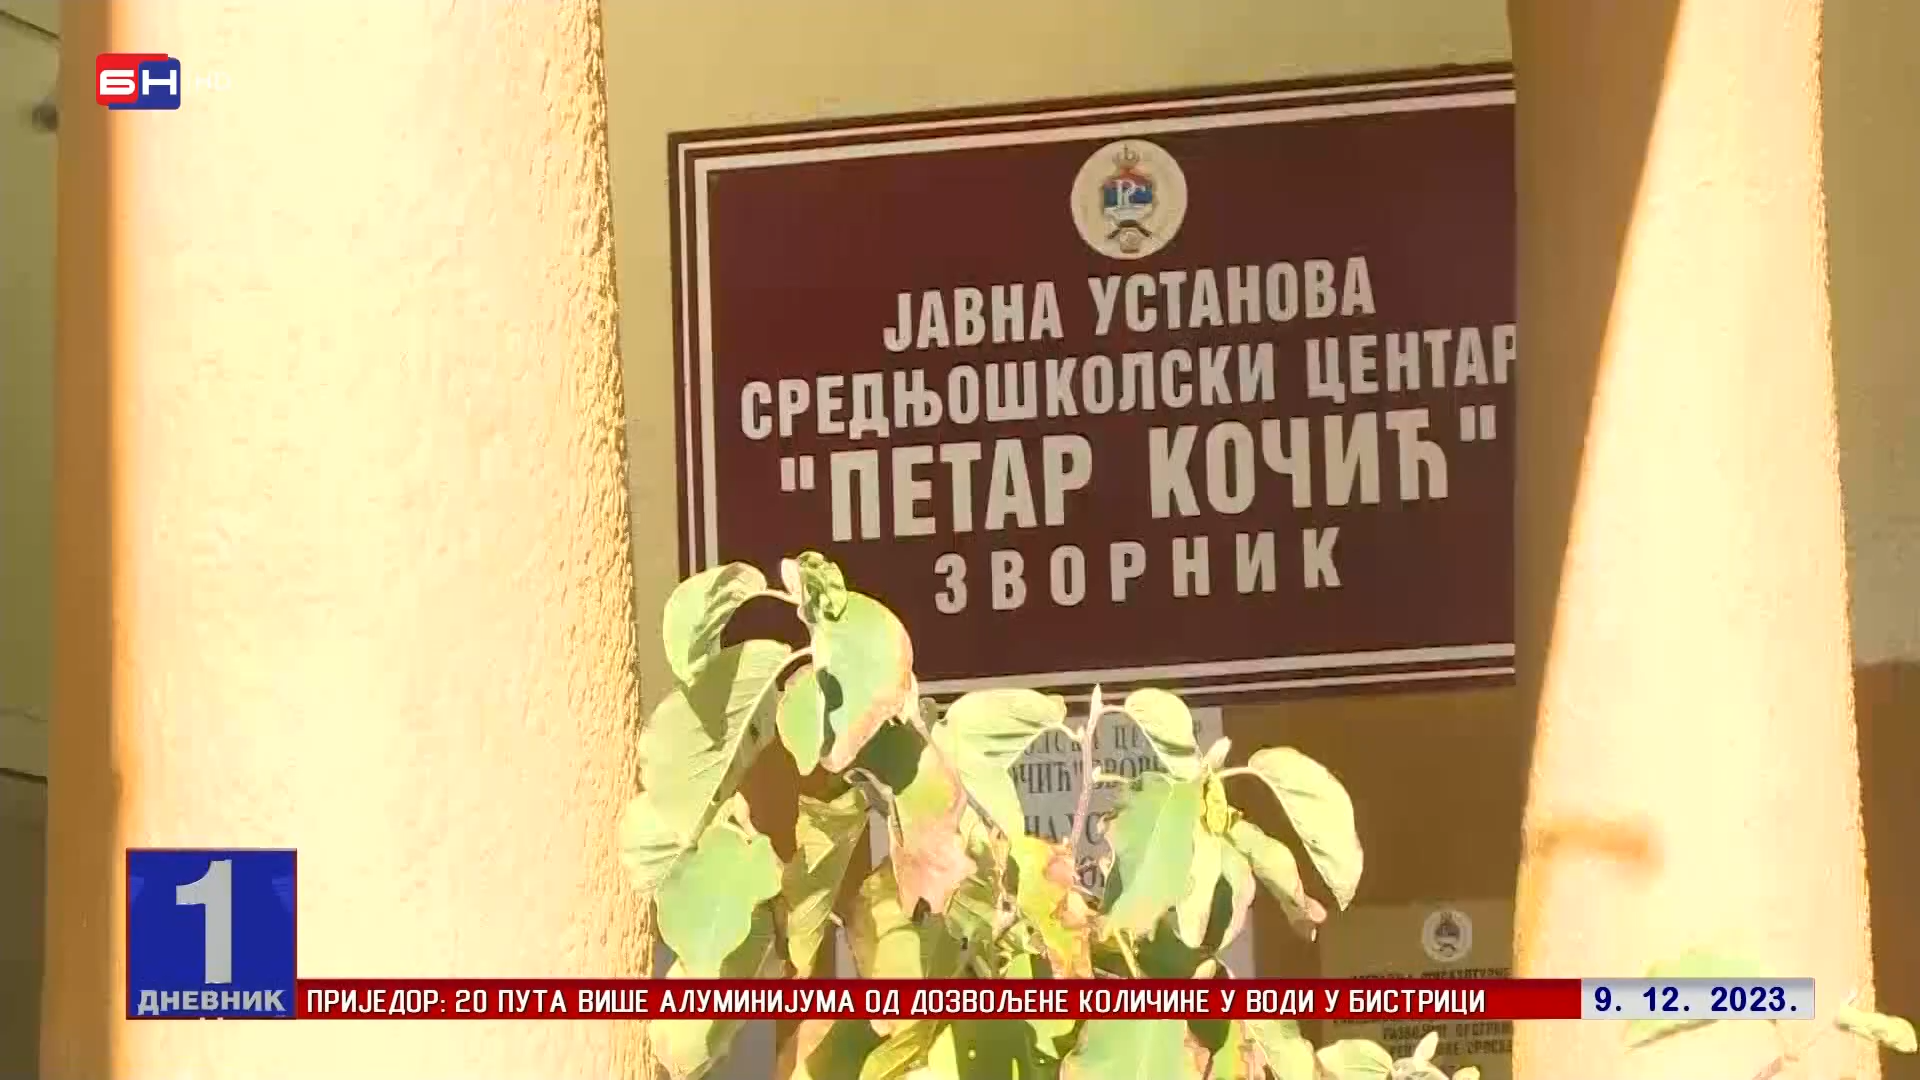 БН HD
ЈАВНА УСТАНОВА
СРЕДЊОШКОЛСКИ ЦЕНТАР
"ПЕТАР КОЧИЋ"
ЗВОРНИК
1
ДНЕВНИК
ПРИЈЕДОР: 20 ПУТА ВИШЕ АЛУМИНИЈУМА ОД ДОЗВОЉЕНЕ КОЛИЧИНЕ У ВОДИ У БИСТРИЦИ
9. 12. 2023.